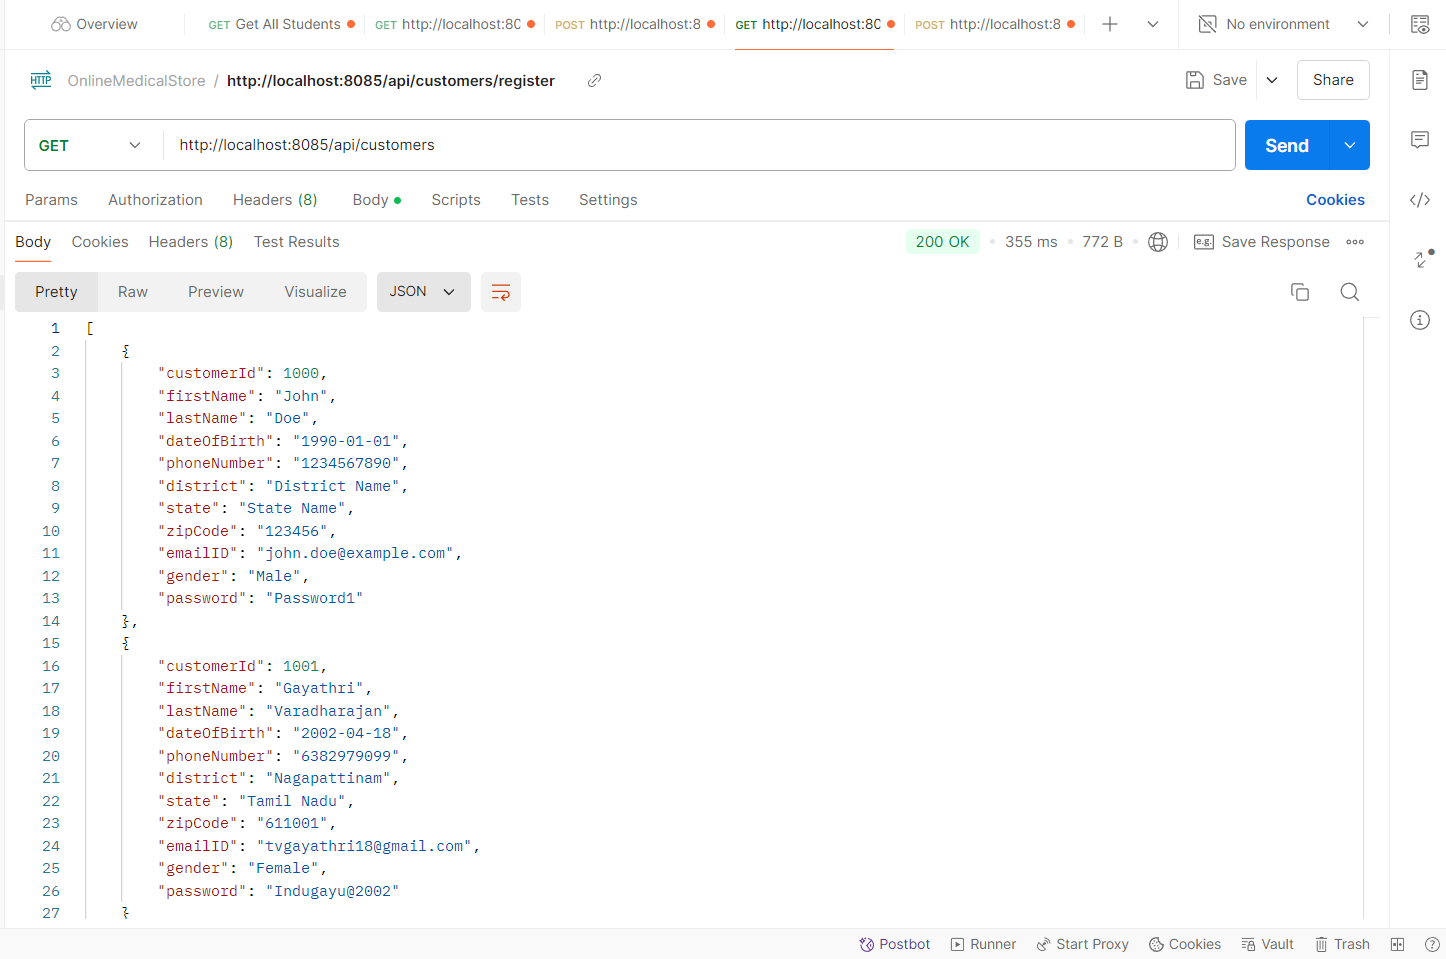 Overview GET Get All Students GET http://localhost:80 POST http://localhost:8 GET http://localhost:80 POST http://localhost:8 No environment
HTTP OnlineMedicalStore / http://localhost:8085/api/customers/register Save Share
GET http://localhost:8085/api/customers Send
Params Authorization Headers (8) Body Scripts Tests Settings Cookies
Body Cookies Headers (8) Test Results 200 OK 355 ms 772 B e.g. Save Response
Pretty Raw Preview Visualize JSON
1 [
2 {
3 "customerId": 1000,
4 "firstName": "John",
5 "lastName": "Doe",
6 "dateOfBirth": "1990-01-01",
7 "phoneNumber": "1234567890",
8 "district": "District Name",
9 "state": "State Name",
10 "zipCode": "123456",
11 "emailID": "john.doe@example.com",
12 "gender": "Male",
13 "password": "Password1"
14 },
15 {
16 "customerId": 1001,
17 "firstName": "Gayathri",
18 "lastName": "Varadharajan",
19 "dateOfBirth": "2002-04-18",
20 "phoneNumber": "6382979099",
21 "district": "Nagapattinam",
22 "state": "Tamil Nadu",
23 "zipCode": "611001",
24 "emailID": "tvgayathri18@gmail.com",
25 "gender": "Female",
26 "password": "Indugayu@2002"
27 }
Postbot Runner Start Proxy Cookies Vault Trash